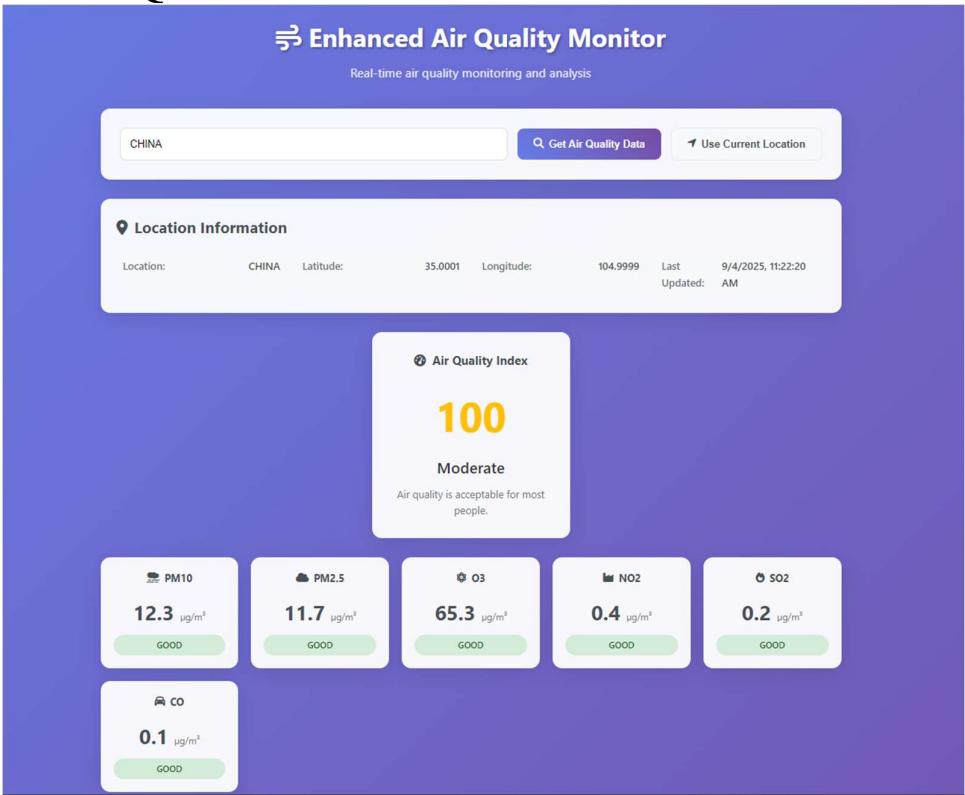 Enhanced Air Quality Monitor
Real-time air quality monitoring and analysis
CHINA
Get Air Quality Data
Use Current Location
Location Information
Location: CHINA Latitude: 35.0001 Longitude: 104.9999 Last Updated: 9/4/2025, 11:22:20 AM
Air Quality Index
100
Moderate
Air quality is acceptable for most
people.
PM10
12.3 µg/m³
GOOD
PM2.5
11.7 µg/m³
GOOD
O3
65.3 µg/m³
GOOD
NO2
0.4 µg/m³
GOOD
SO2
0.2 µg/m³
GOOD
CO
0.1 µg/m³
GOOD